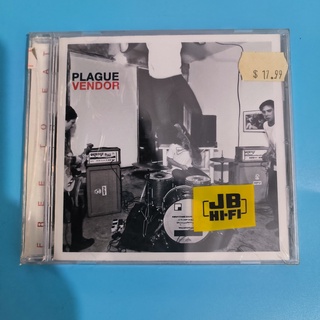 PLAGUE
VENDOR
$ 17.99
FREE TO EAT
JB
HI-FI